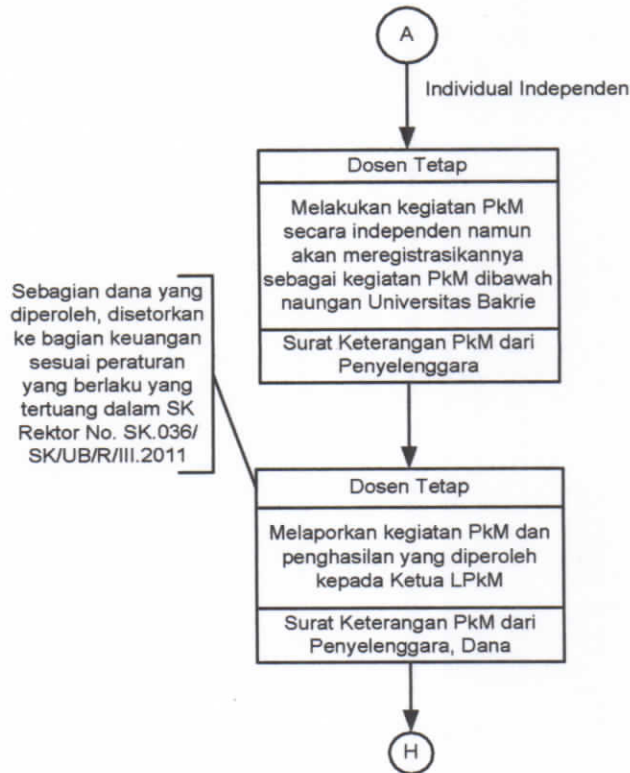 A
Individual Independen
Dosen Tetap
Melakukan kegiatan PkM
secara independen namun
akan meregistrasikannya
sebagai kegiatan PkM dibawah
naungan Universitas Bakrie
Surat Keterangan PkM dari
Penyelenggara
Sebagian dana yang
diperoleh, disetorkan
ke bagian keuangan
sesuai peraturan
yang berlaku yang
tertuang dalam SK
Rektor No. SK.036/
SK/UB/R/III.2011
Dosen Tetap
Melaporkan kegiatan PkM dan
penghasilan yang diperoleh
kepada Ketua LPkM
Surat Keterangan PkM dari
Penyelenggara, Dana
H